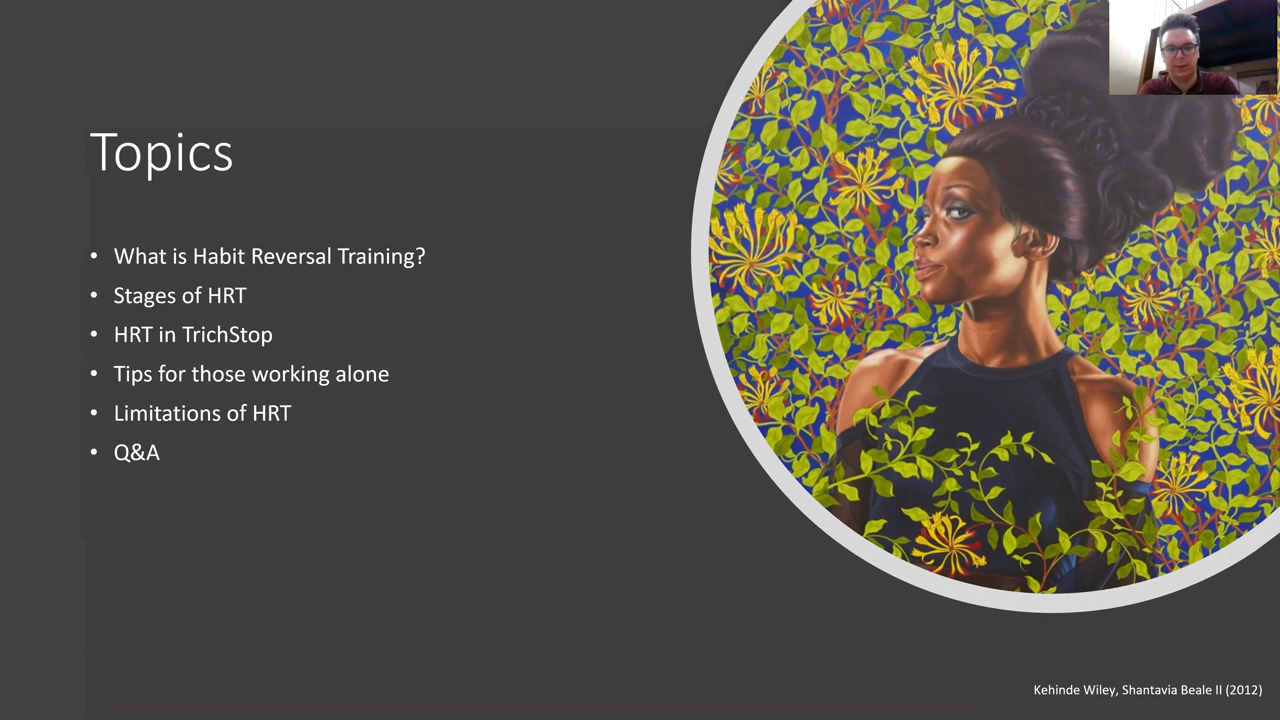 Topics
• What is Habit Reversal Training?
• Stages of HRT
• HRT in TrichStop
• Tips for those working alone
• Limitations of HRT
• Q&A
Kehinde Wiley, Shantavia Beale II (2012)